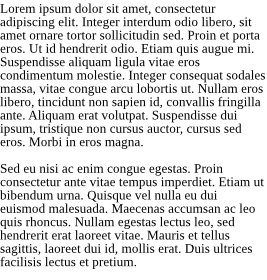 Lorem ipsum dolor sit amet, consectetur
adipiscing elit. Integer interdum odio libero, sit
amet ornare tortor sollicitudin sed. Proin et porta
eros. Ut id hendrerit odio. Etiam quis augue mi.
Suspendisse aliquam ligula vitae eros
condimentum molestie. Integer consequat sodales
massa, vitae congue arcu lobortis ut. Nullam eros
libero, tincidunt non sapien id, convallis fringilla
ante. Aliquam erat volutpat. Suspendisse dui
ipsum, tristique non cursus auctor, cursus sed
eros. Morbi in eros magna.

Sed eu nisi ac enim congue egestas. Proin
consectetur ante vitae tempus imperdiet. Etiam ut
bibendum urna. Quisque vel nulla eu dui
euismod malesuada. Maecenas accumsan ac leo
quis rhoncus. Nullam egestas lectus leo, sed
hendrerit erat laoreet vitae. Mauris et tellus
sagittis, laoreet dui id, mollis erat. Duis ultrices
facilisis lectus et pretium.